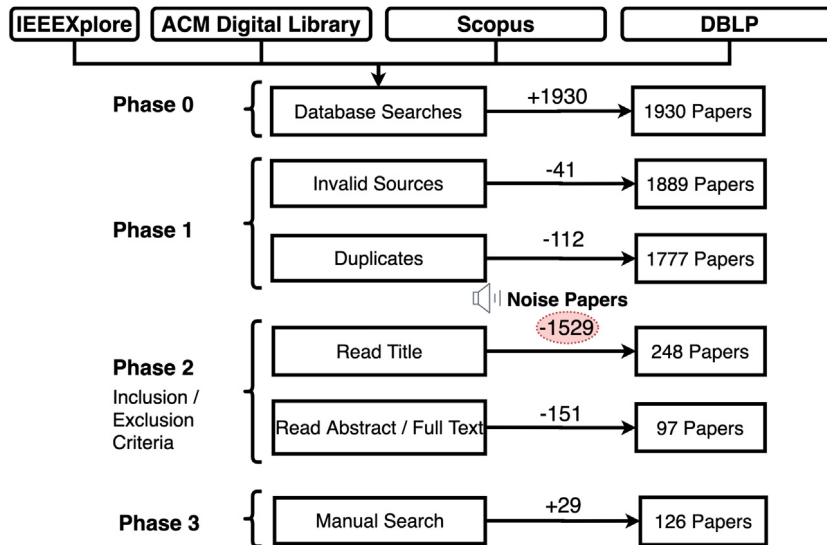 IEEEXplore
ACM Digital Library
Scopus
DBLP
Phase 0
Database Searches
+1930
1930 Papers
Phase 1
Invalid Sources
-41
1889 Papers
Duplicates
-112
1777 Papers
Noise Papers
Phase 2
Inclusion /
Exclusion
Criteria
Read Title
-1529
248 Papers
Read Abstract / Full Text
-151
97 Papers
Phase 3
Manual Search
+29
126 Papers